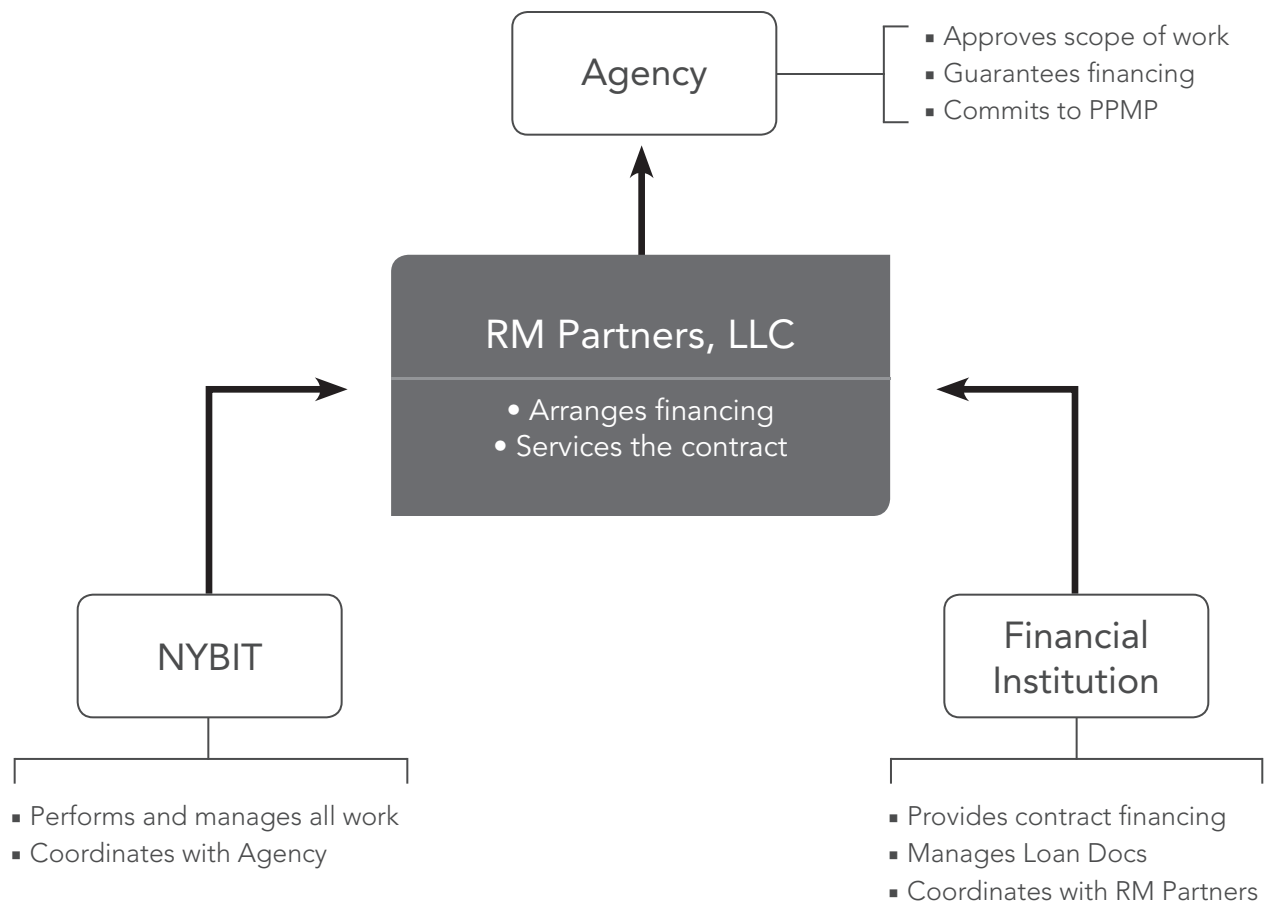 Agency
▪ Approves scope of work
▪ Guarantees financing
▪ Commits to PPMP
RM Partners, LLC
• Arranges financing
• Services the contract
NYBIT
▪ Performs and manages all work
▪ Coordinates with Agency
Financial
Institution
▪ Provides contract financing
▪ Manages Loan Docs
▪ Coordinates with RM Partners